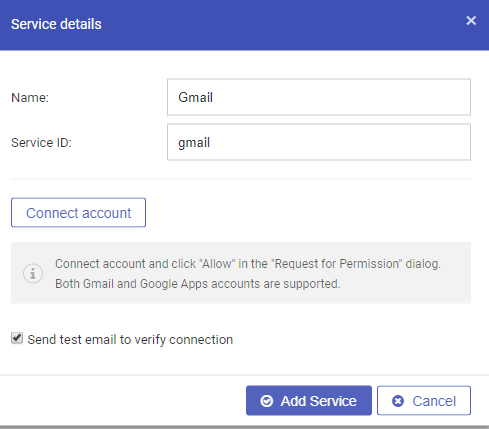 Service details
Name:
Gmail
Service ID:
gmail
Connect account
Connect account and click "Allow" in the "Request for Permission" dialog.
Both Gmail and Google Apps accounts are supported.
Send test email to verify connection
Add Service
Cancel